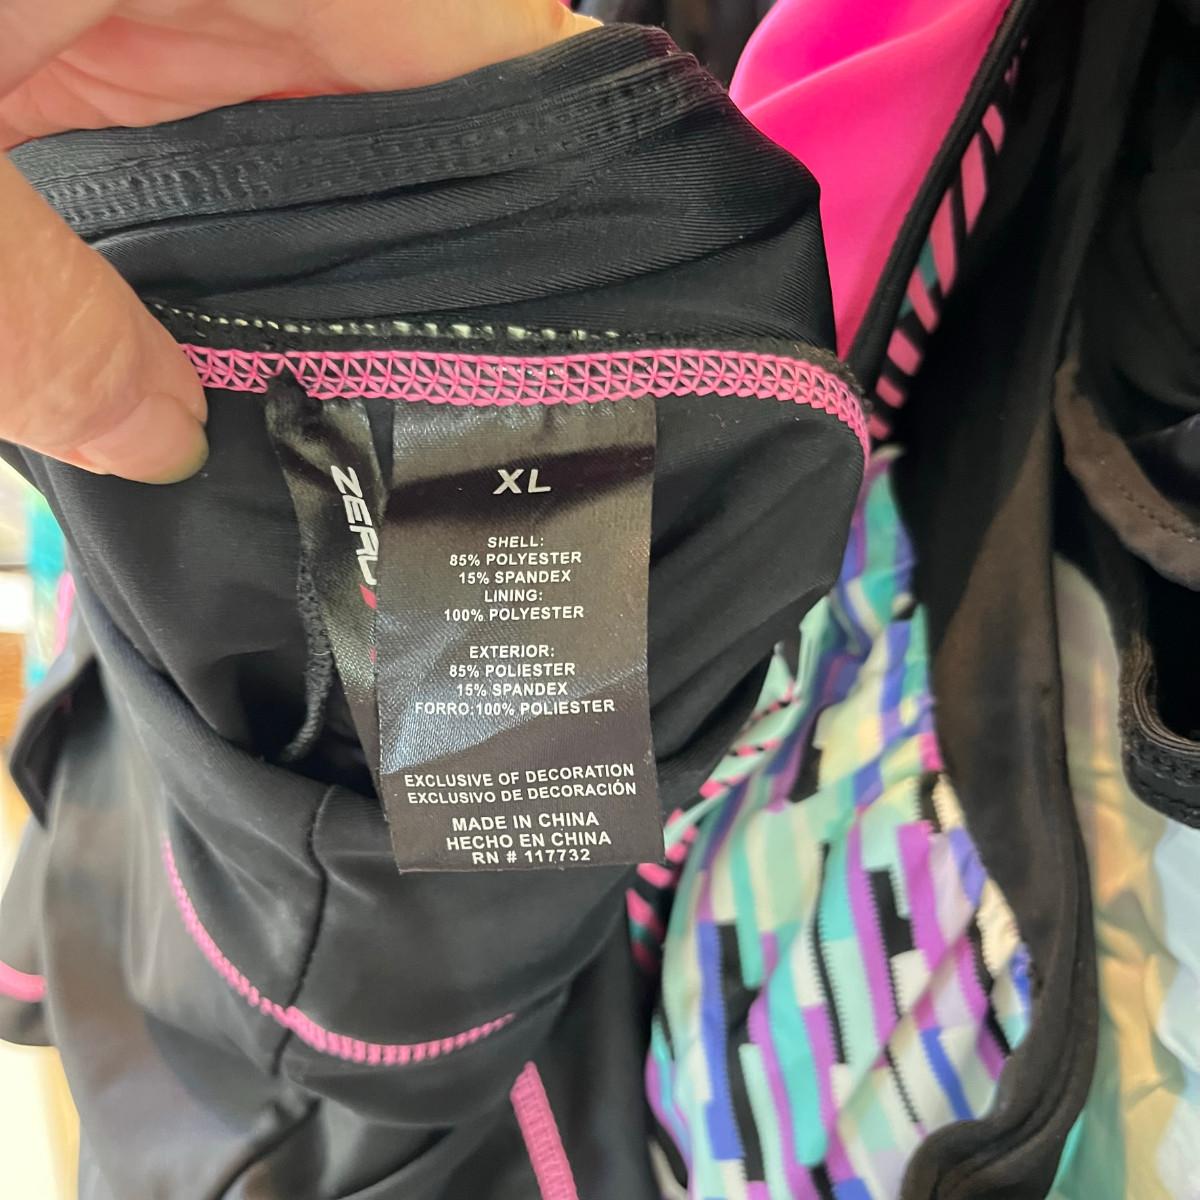 XL
SHELL:
85% POLYESTER
15% SPANDEX
LINING:
100% POLYESTER
EXTERIOR:
85% POLIESTER
15% SPANDEX
FORRO:100% POLIESTER
EXCLUSIVE OF DECORATION
EXCLUSIVO DE DECORACIÓN
MADE IN CHINA
HECHO EN CHINA
RN # 117732